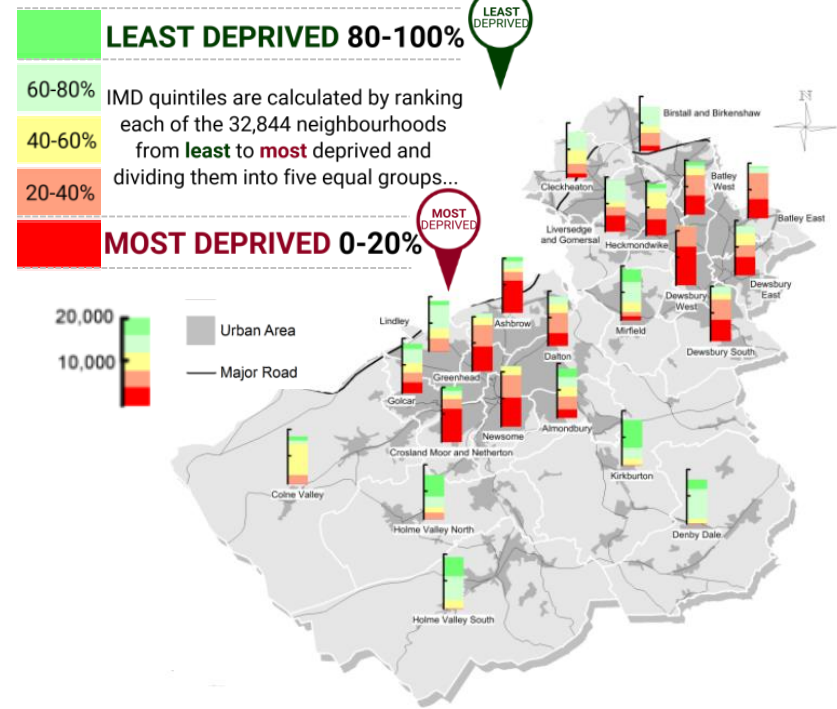 LEAST DEPRIVED 80-100%
LEAST
DEPRIVED
60-80%
40-60%
20-40%
IMD quintiles are calculated by ranking
each of the 32,844 neighbourhoods
from least to most deprived and
dividing them into five equal groups...
MOST DEPRIVED 0-20%
MOST
DEPRIVED
20,000
10,000
Urban Area
Major Road
N
Birstall and Birkenshaw
Cleckheaton
Batley
West
Batley East
Liversedge
and Gomersal
Heckmondwike
Dewsbury
East
Dewsbury
West
Mirfield
Dewsbury South
Lindley
Ashbrow
Dalton
Greenhead
Golcar
Newsome
Almondbury
Crosland Moor and Netherton
Kirkburton
Colne Valley
Holme Valley North
Denby Dale
Holme Valley South